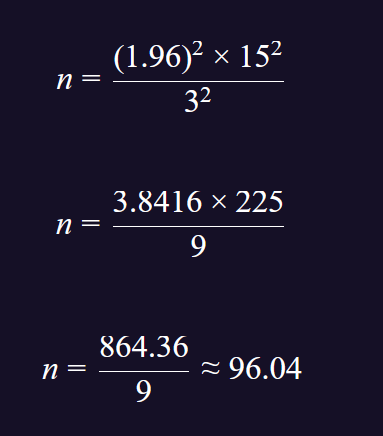 n = (1.96)² × 15² / 3²
n = 3.8416 × 225 / 9
n = 864.36 / 9 ≈ 96.04